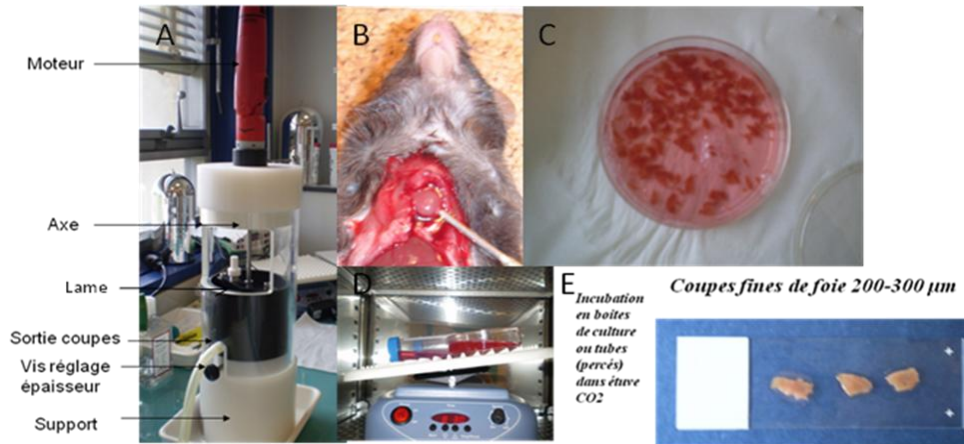 A
Moteur
Axe
Lame
Sortie coupes
Vis réglage
épaisseur
Support
B
C
D
E
Incubation
en boites
de culture
ou tubes
(percés)
dans étuve
CO2
Coupes fines de foie 200-300 µm